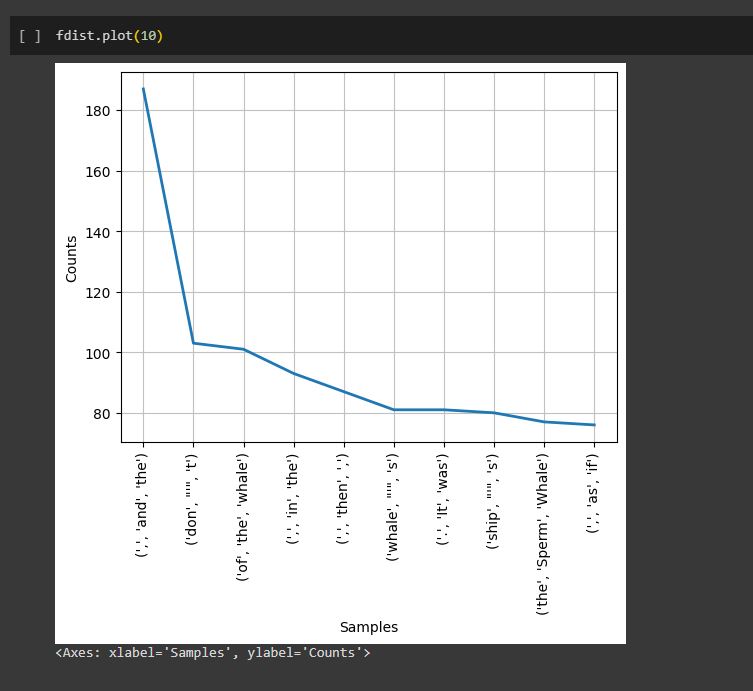 [ ] fdist.plot(10)
180
160
140
120
100
80
Counts
(',', 'and', 'the')
('don', "'", 't')
('of', 'the', 'whale')
(',', 'in', 'the')
(',', 'then', ',')
('whale', "'", 's')
('.', 'It', 'was')
('ship', "'", 's')
('the', 'Sperm', 'Whale')
(',', 'as', 'if')
Samples
<Axes: xlabel='Samples', ylabel='Counts'>